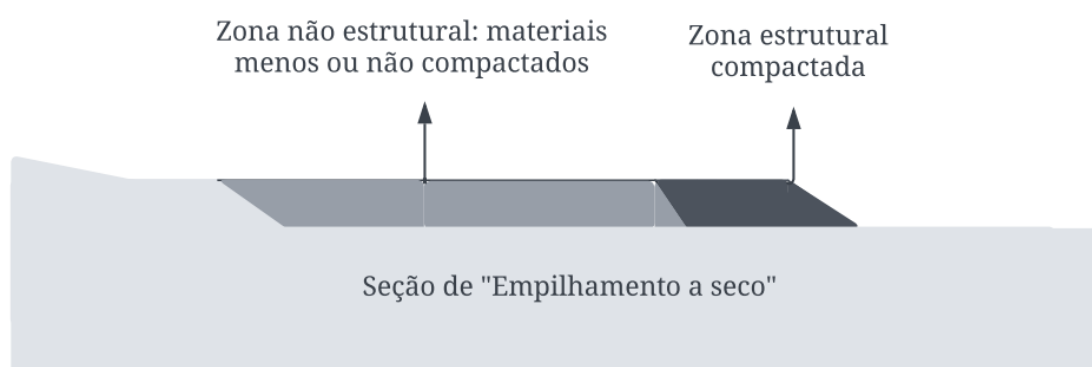 Zona não estrutural: materiais
menos ou não compactados
Zona estrutural
compactada
Seção de "Empilhamento a seco"